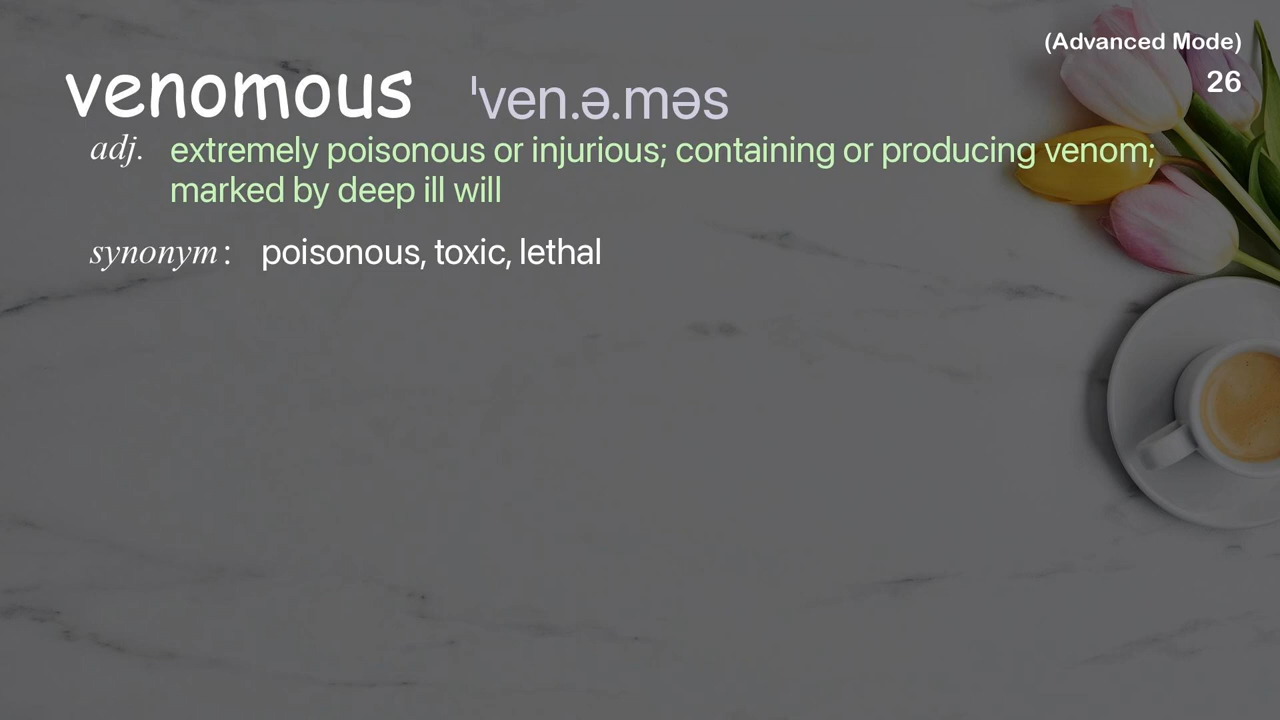 (Advanced Mode)
26
venomous ˈven.ə.məs
adj. extremely poisonous or injurious; containing or producing venom;
marked by deep ill will
synonym: poisonous, toxic, lethal